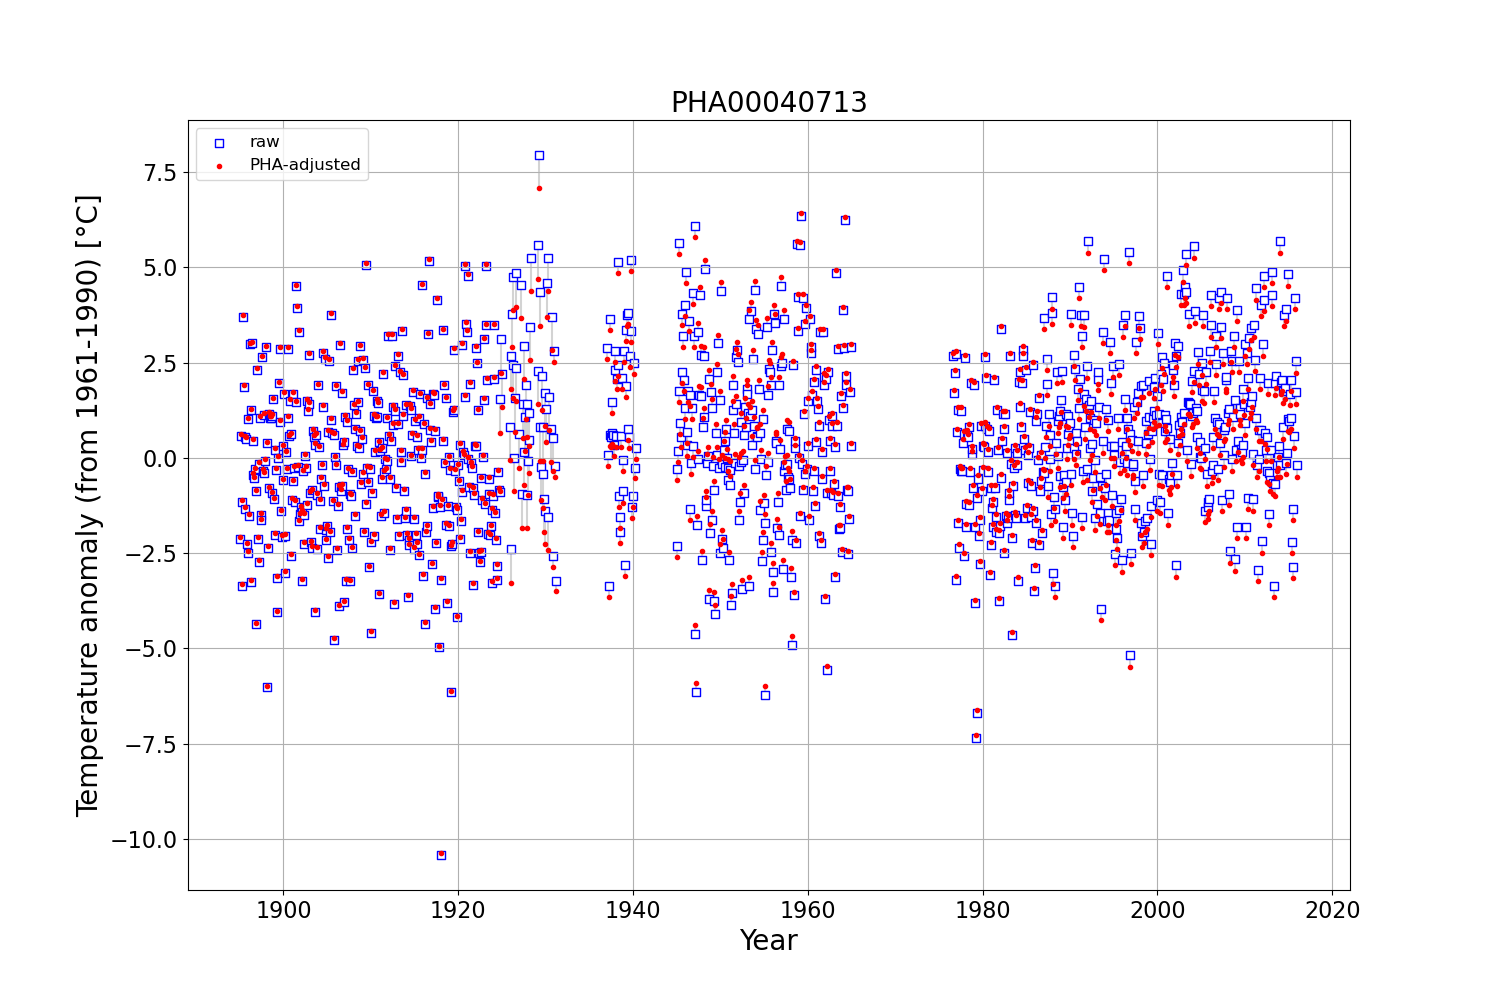 PHA00040713
raw
PHA-adjusted
Temperature anomaly (from 1961-1990) [°C]
7.5
5.0
2.5
0.0
−2.5
−5.0
−7.5
−10.0
1900 1920 1940 1960 1980 2000 2020
Year